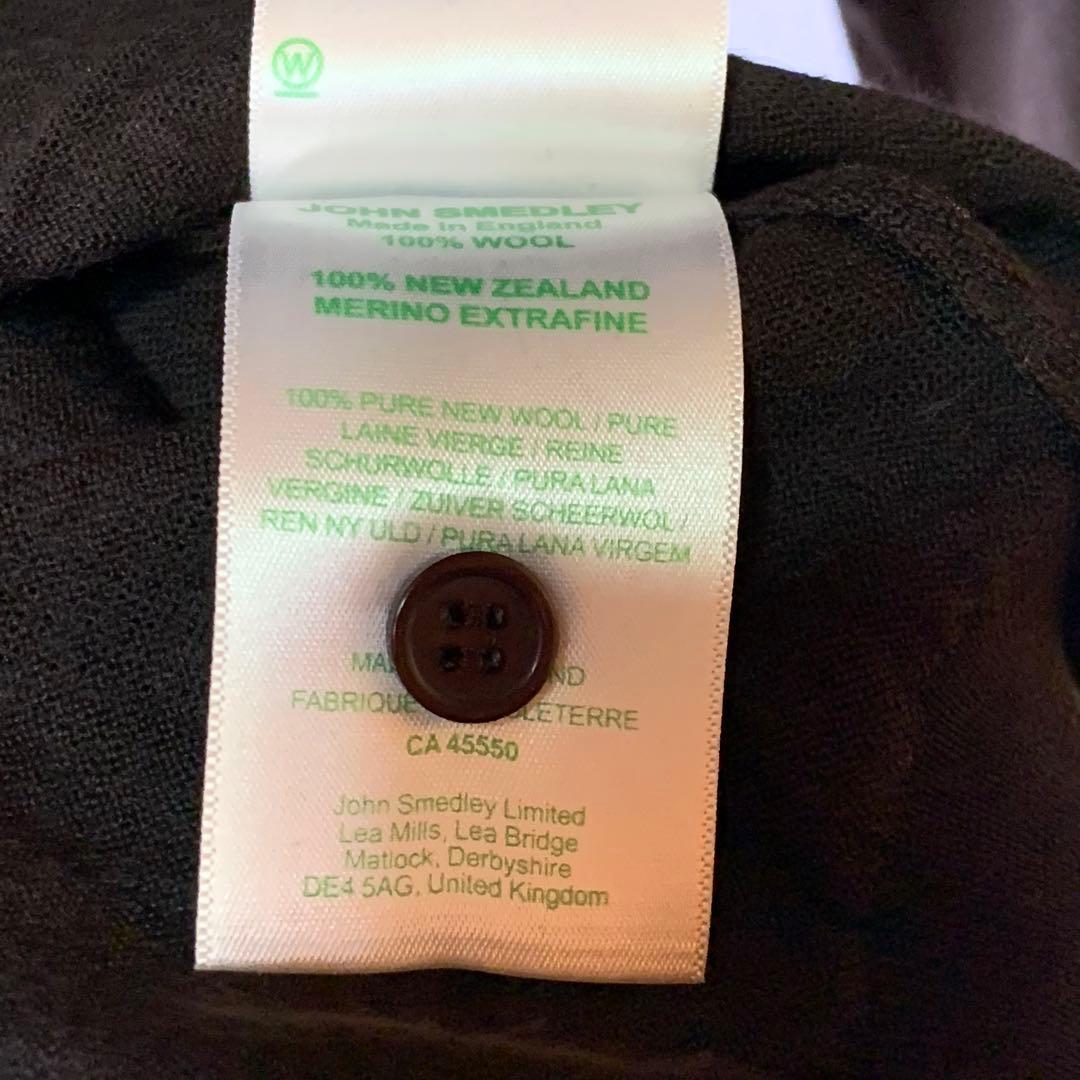 W
JOHN SMEDLEY
Made in England
100% WOOL
100% NEW ZEALAND
MERINO EXTRAFINE
100% PURE NEW WOOL / PURE
LAINE VIERGE / REINE
SCHURWOLLE / PURA LANA
VERGINE / ZUIVER SCHEERWOL /
REN NY ULD / PURA LANA VIRGEM
CA 45550
John Smedley Limited
Lea Mills, Lea Bridge
Matlock, Derbyshire
DE4 5AG, United Kingdom